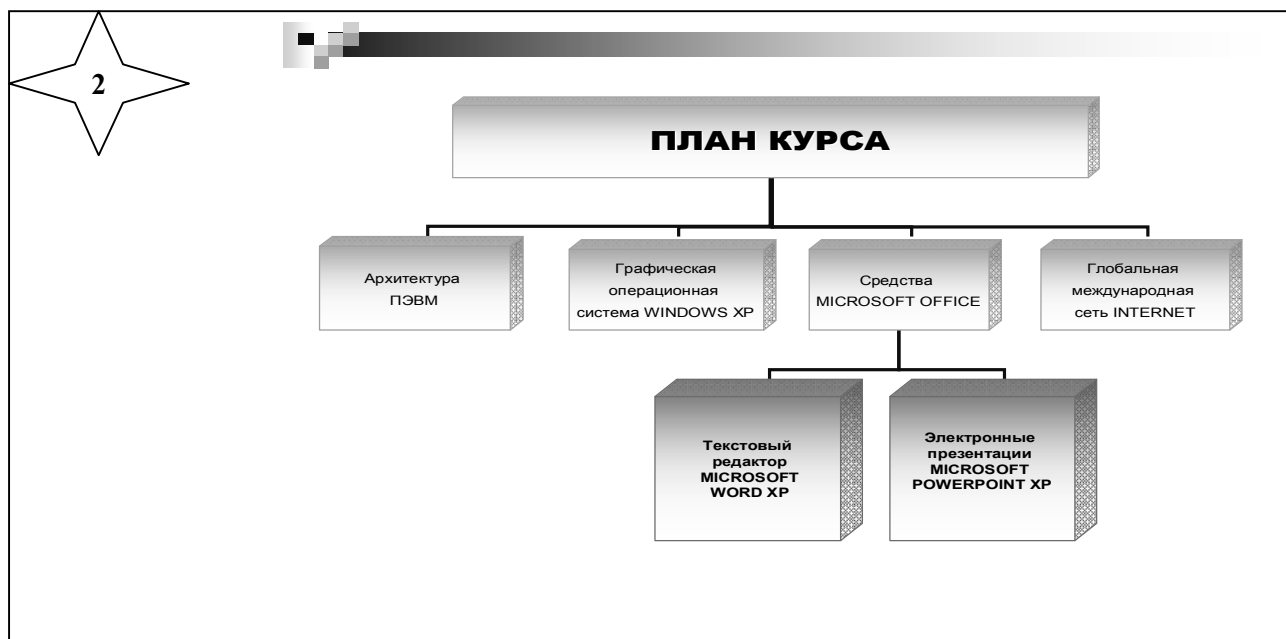 2
ПЛАН КУРСА
Архитектура
ПЭВМ
Графическая
операционная
система WINDOWS XP
Средства
MICROSOFT OFFICE
Глобальная
международная
сеть INTERNET
Текстовый
редактор
MICROSOFT
WORD XP
Электронные
презентации
MICROSOFT
POWERPOINT XP